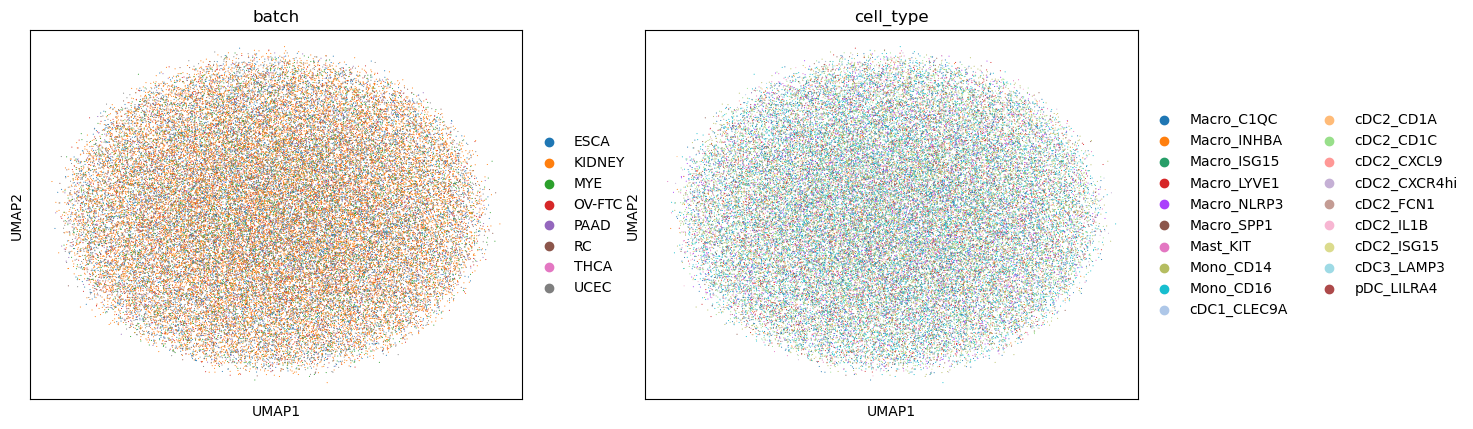 batch
UMAP2
UMAP1
ESCA
KIDNEY
MYE
OV-FTC
PAAD
RC
THCA
UCEC
cell_type
UMAP2
UMAP1
Macro_C1QC
Macro_INHBA
Macro_ISG15
Macro_LYVE1
Macro_NLRP3
Macro_SPP1
Mast_KIT
Mono_CD14
Mono_CD16
cDC1_CLEC9A
cDC2_CD1A
cDC2_CD1C
cDC2_CXCL9
cDC2_CXCR4hi
cDC2_FCN1
cDC2_IL1B
cDC2_ISG15
cDC3_LAMP3
pDC_LILRA4